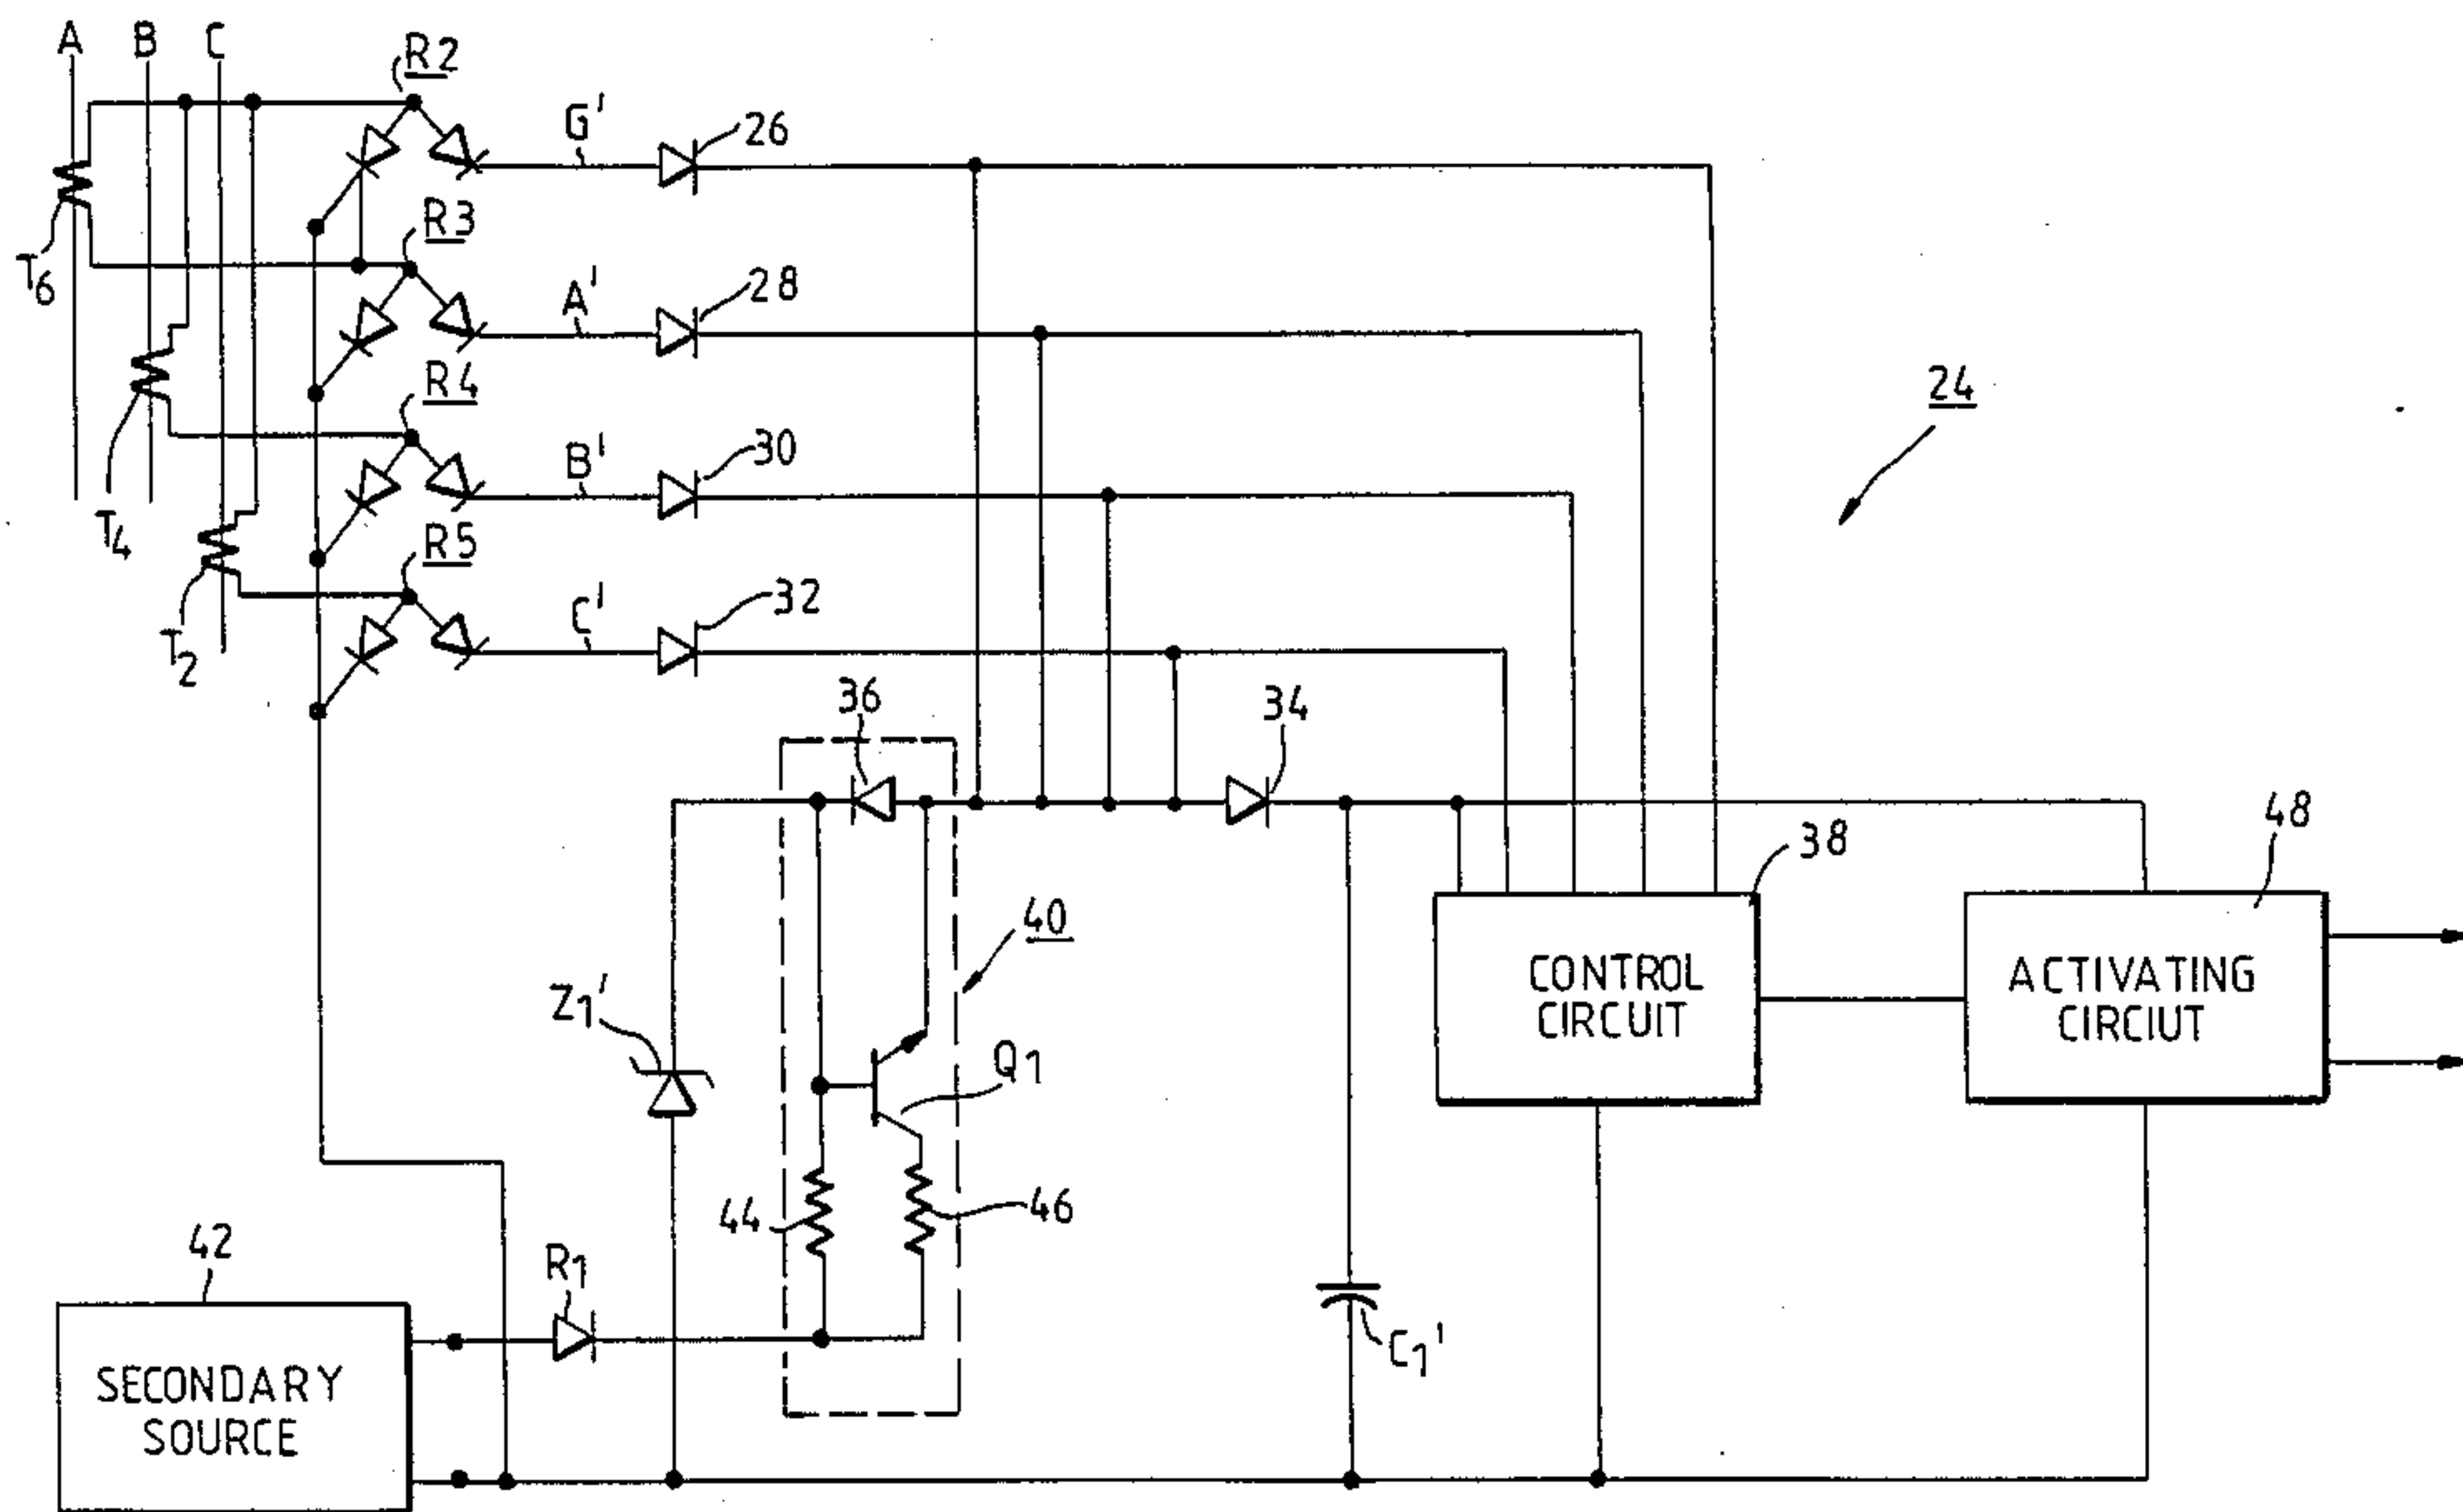 A B C
R2
G'
26
R3
T6
A'
28
R4
24
B'
30
T4
R5
C'
32
T2
36
34
48
38
40
Z1'
Q1
CONTROL
CIRCUIT
ACTIVATING
CIRCIUT
44
46
42
R1
C1'
SECONDARY
SOURCE